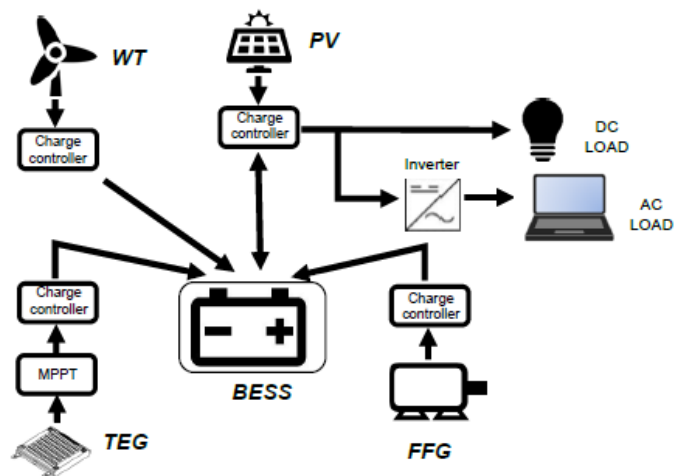 WT
PV
Charge
controller
Charge
controller
DC
LOAD
Inverter
AC
LOAD
Charge
controller
Charge
controller
MPPT
BESS
TEG
FFG